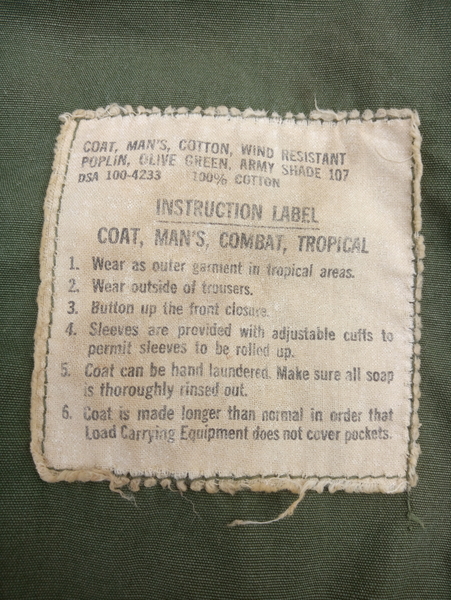 COAT, MAN'S, COTTON, WIND RESISTANT
POPLIN, OLIVE GREEN, ARMY SHADE 107
DSA 100-4233 100% COTTON
INSTRUCTION LABEL
COAT, MAN'S, COMBAT, TROPICAL
1. Wear as outer garment in tropical areas.
2. Wear outside of trousers.
3. Button up the front closure.
4. Sleeves are provided with adjustable cuffs to
permit sleeves to be rolled up.
5. Coat can be hand laundered. Make sure all soap
is thoroughly rinsed out.
6. Coat is made longer than normal in order that
Load Carrying Equipment does not cover pockets.